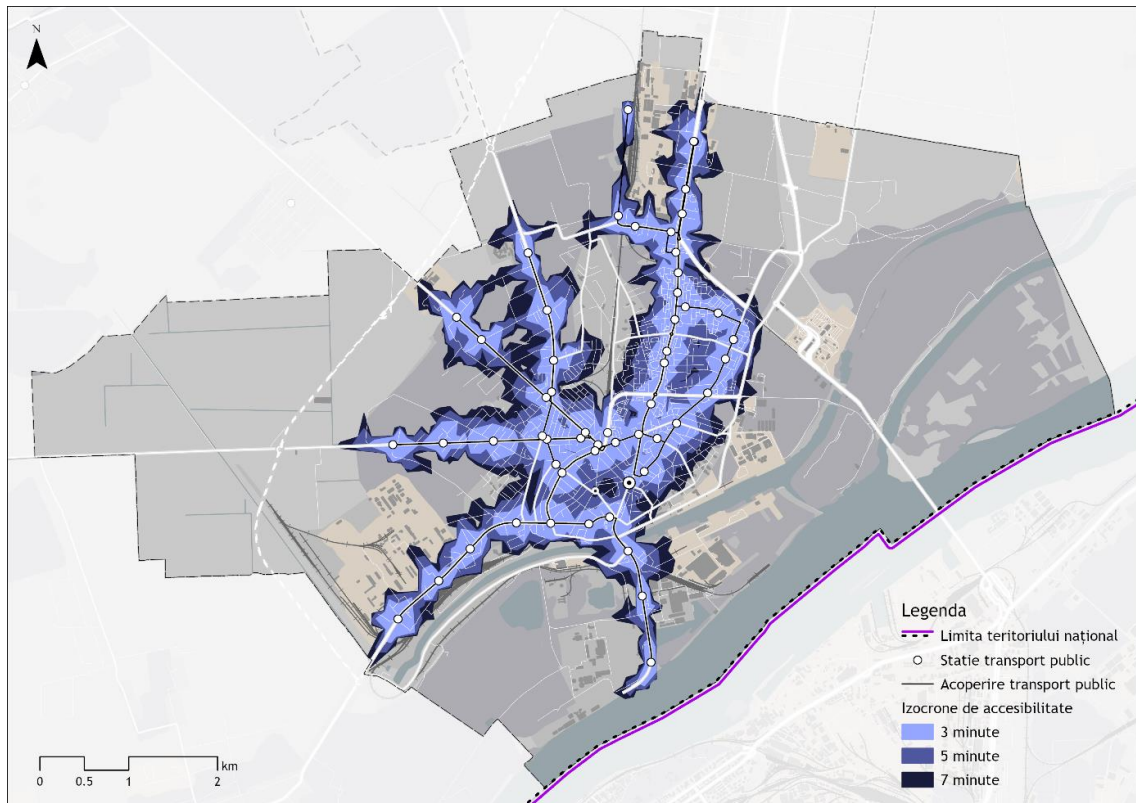 N
Legenda
Limita teritoriului național
Statie transport public
Acoperire transport public
Izocrone de accesibilitate
3 minute
5 minute
7 minute
km
0 0.5 1 2